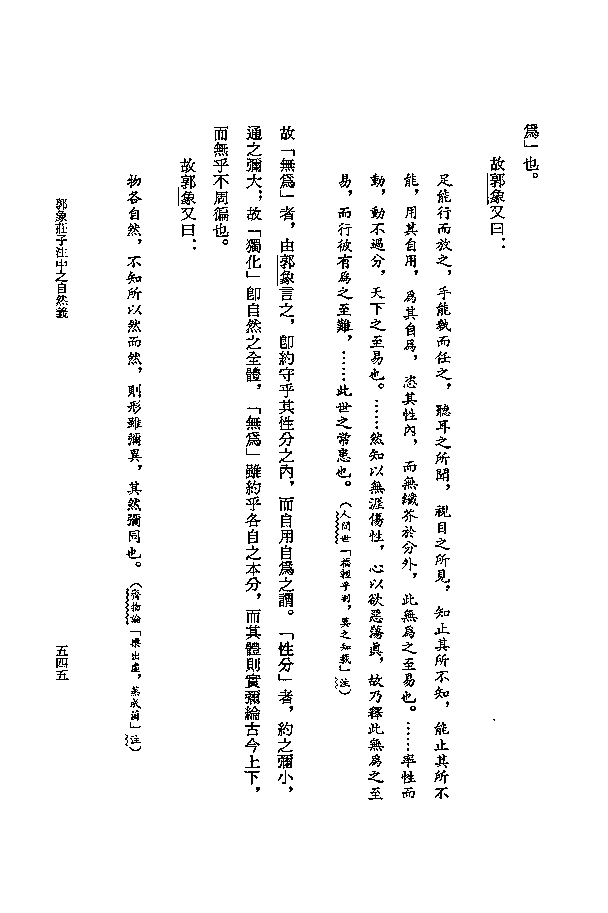 爲」也。
故郭象又曰：
足能行而放之，手能執而任之，聽耳之所聞，視目之所見，知止其所不知，能止其所不
能，用其自用，爲其自爲，恣其性內，而無纖芥於分外，此無爲之至易也。……率性而
動，動不過分，天下之至易也。……然知以無涯傷性，心以欲惡蕩眞，故乃釋此無爲之至
易，而行彼有爲之至難，……此世之常患也。（人間世「福輕乎羽，莫之知載」注）
故「無爲」者，由郭象言之，卽約守乎其性分之內，而自用自爲之謂。「性分」者，約之彌小，
通之彌大；故「獨化」卽自然之全體，「無爲」雖約乎各自之本分，而其體則實彌綸古今上下，
而無乎不周徧也。
故郭象又曰：
物各自然，不知所以然而然，則形雖彌異，其然彌同也。（齊物論「樂出虛，蒸成菌」注）
郭象莊子注中之自然義
五四五